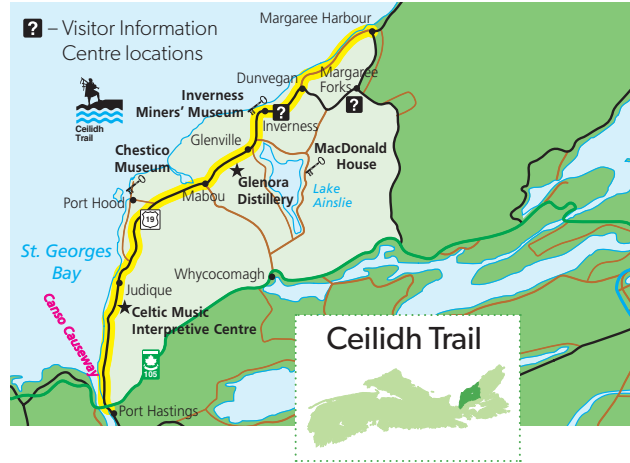 ? – Visitor Information
Centre locations
Ceilidh
Trail
Margaree Harbour
Dunvegan
Margaree
Forks
?
Inverness
Miners' Museum
?
Inverness
Glenville
MacDonald
House
Chestico
Museum
Glenora
Distillery
Lake
Ainslie
Mabou
Port Hood
19
St. Georges
Bay
Whycocomagh
Judique
Celtic Music
Interpretive Centre
Canso Causeway
105
Port Hastings
Ceilidh Trail